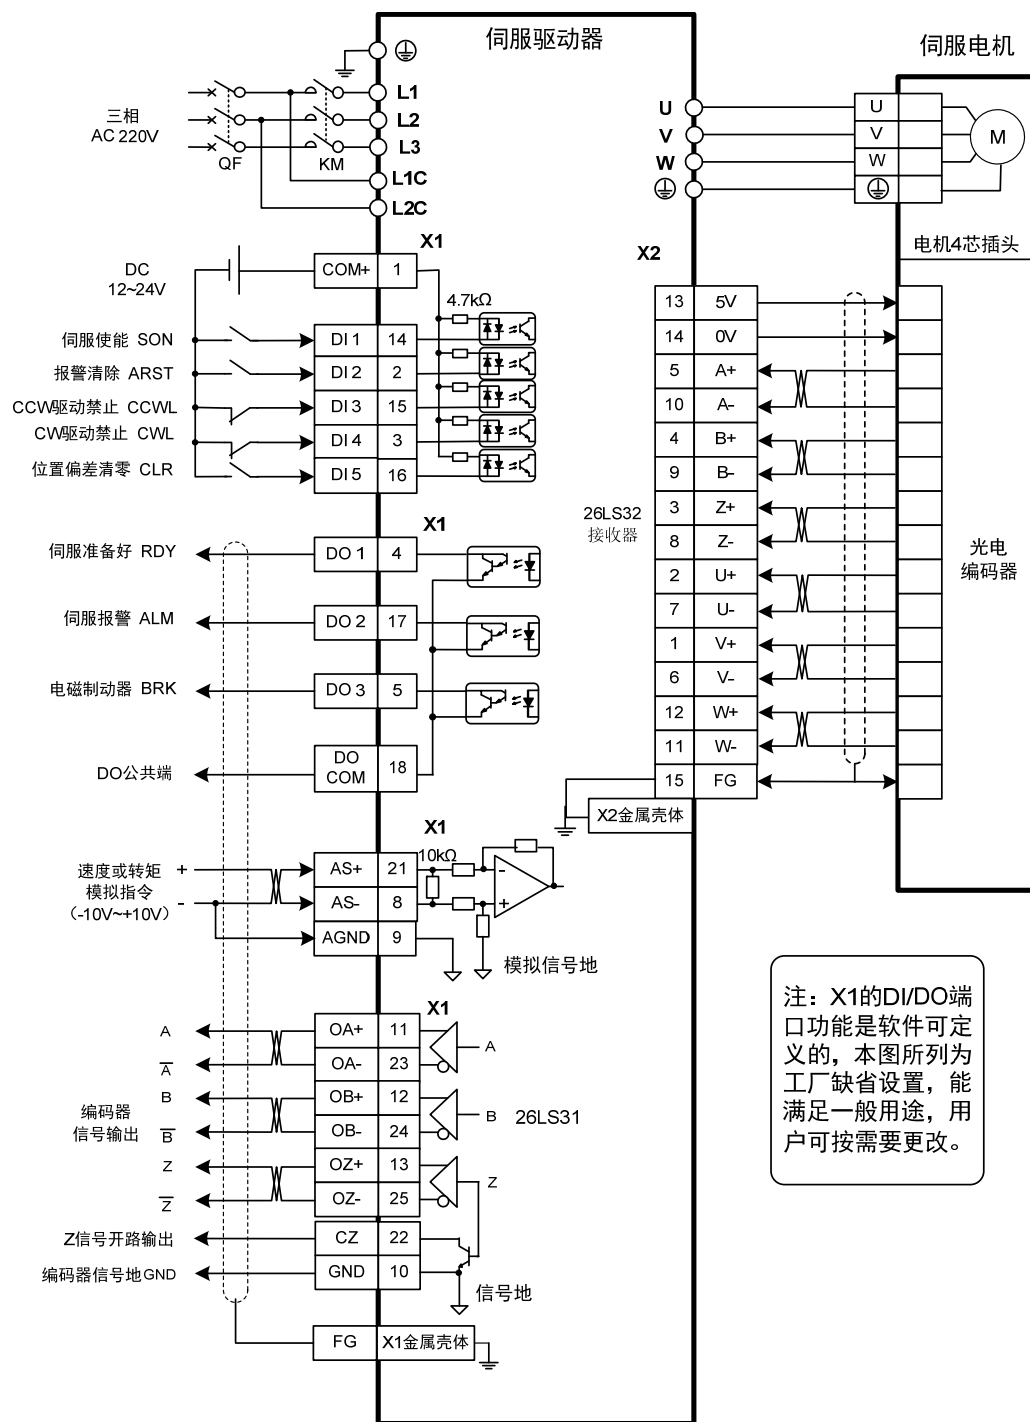 伺服驱动器
伺服电机
三相
AC 220V
QF
KM
L1
L2
L3
L1C
L2C
U
V
W
U
V
W
M
电机4芯插头
X1
DC
12~24V
COM+ 1
4.7kΩ
伺服使能 SON
DI 1 14
报警清除 ARST
DI 2 2
CCW驱动禁止 CCWL
DI 3 15
CW驱动禁止 CWL
DI 4 3
位置偏差清零 CLR
DI 5 16
X1
伺服准备好 RDY
DO 1 4
伺服报警 ALM
DO 2 17
电磁制动器 BRK
DO 3 5
DO公共端
DO
COM
18
X2
13 5V
14 0V
5 A+
10 A-
4 B+
9 B-
3 Z+
8 Z-
2 U+
7 U-
1 V+
6 V-
12 W+
11 W-
15 FG
26LS32
接收器
光电
编码器
X2金属壳体
X1
速度或转矩
模拟指令
(-10V~+10V)
+
-
AS+ 21
AS- 8
AGND 9
10kΩ
-
+
模拟信号地
X1
编码器
信号输出
A
OA+ 11
A
A
OA- 23
B
OB+ 12
B
26LS31
B
OB- 24
Z
OZ+ 13
Z
Z
OZ- 25
Z信号开路输出
CZ 22
编码器信号地GND
GND 10
信号地
FG
X1金属壳体
注：X1的DI/DO端
口功能是软件可定
义的，本图所列为
工厂缺省设置，能
满足一般用途，用
户可按需要更改。